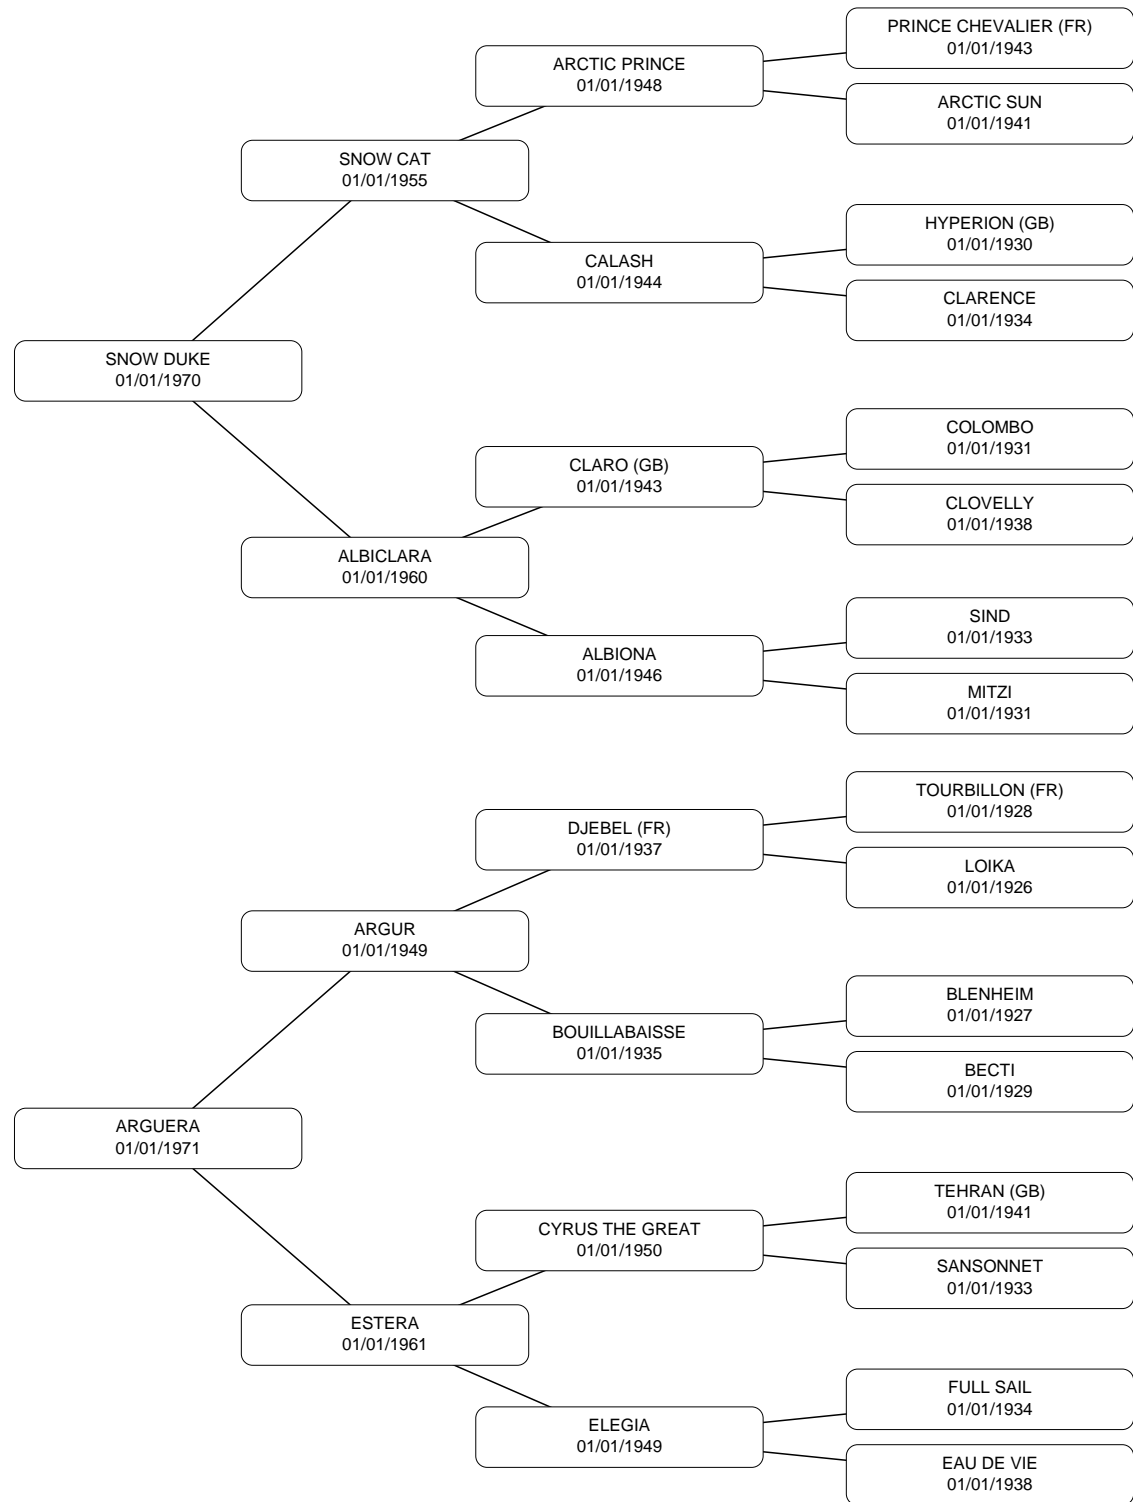 PRINCE CHEVALIER (FR)
01/01/1943
ARCTIC PRINCE
01/01/1948
ARCTIC SUN
01/01/1941
SNOW CAT
01/01/1955
HYPERION (GB)
01/01/1930
CALASH
01/01/1944
CLARENCE
01/01/1934
SNOW DUKE
01/01/1970
COLOMBO
01/01/1931
CLARO (GB)
01/01/1943
CLOVELLY
01/01/1938
ALBICLARA
01/01/1960
SIND
01/01/1933
ALBIONA
01/01/1946
MITZI
01/01/1931
TOURBILLON (FR)
01/01/1928
DJEBEL (FR)
01/01/1937
LOIKA
01/01/1926
ARGUR
01/01/1949
BLENHEIM
01/01/1927
BOUILLABAISSE
01/01/1935
BECTI
01/01/1929
ARGUERA
01/01/1971
TEHRAN (GB)
01/01/1941
CYRUS THE GREAT
01/01/1950
SANSONNET
01/01/1933
ESTERA
01/01/1961
FULL SAIL
01/01/1934
ELEGIA
01/01/1949
EAU DE VIE
01/01/1938